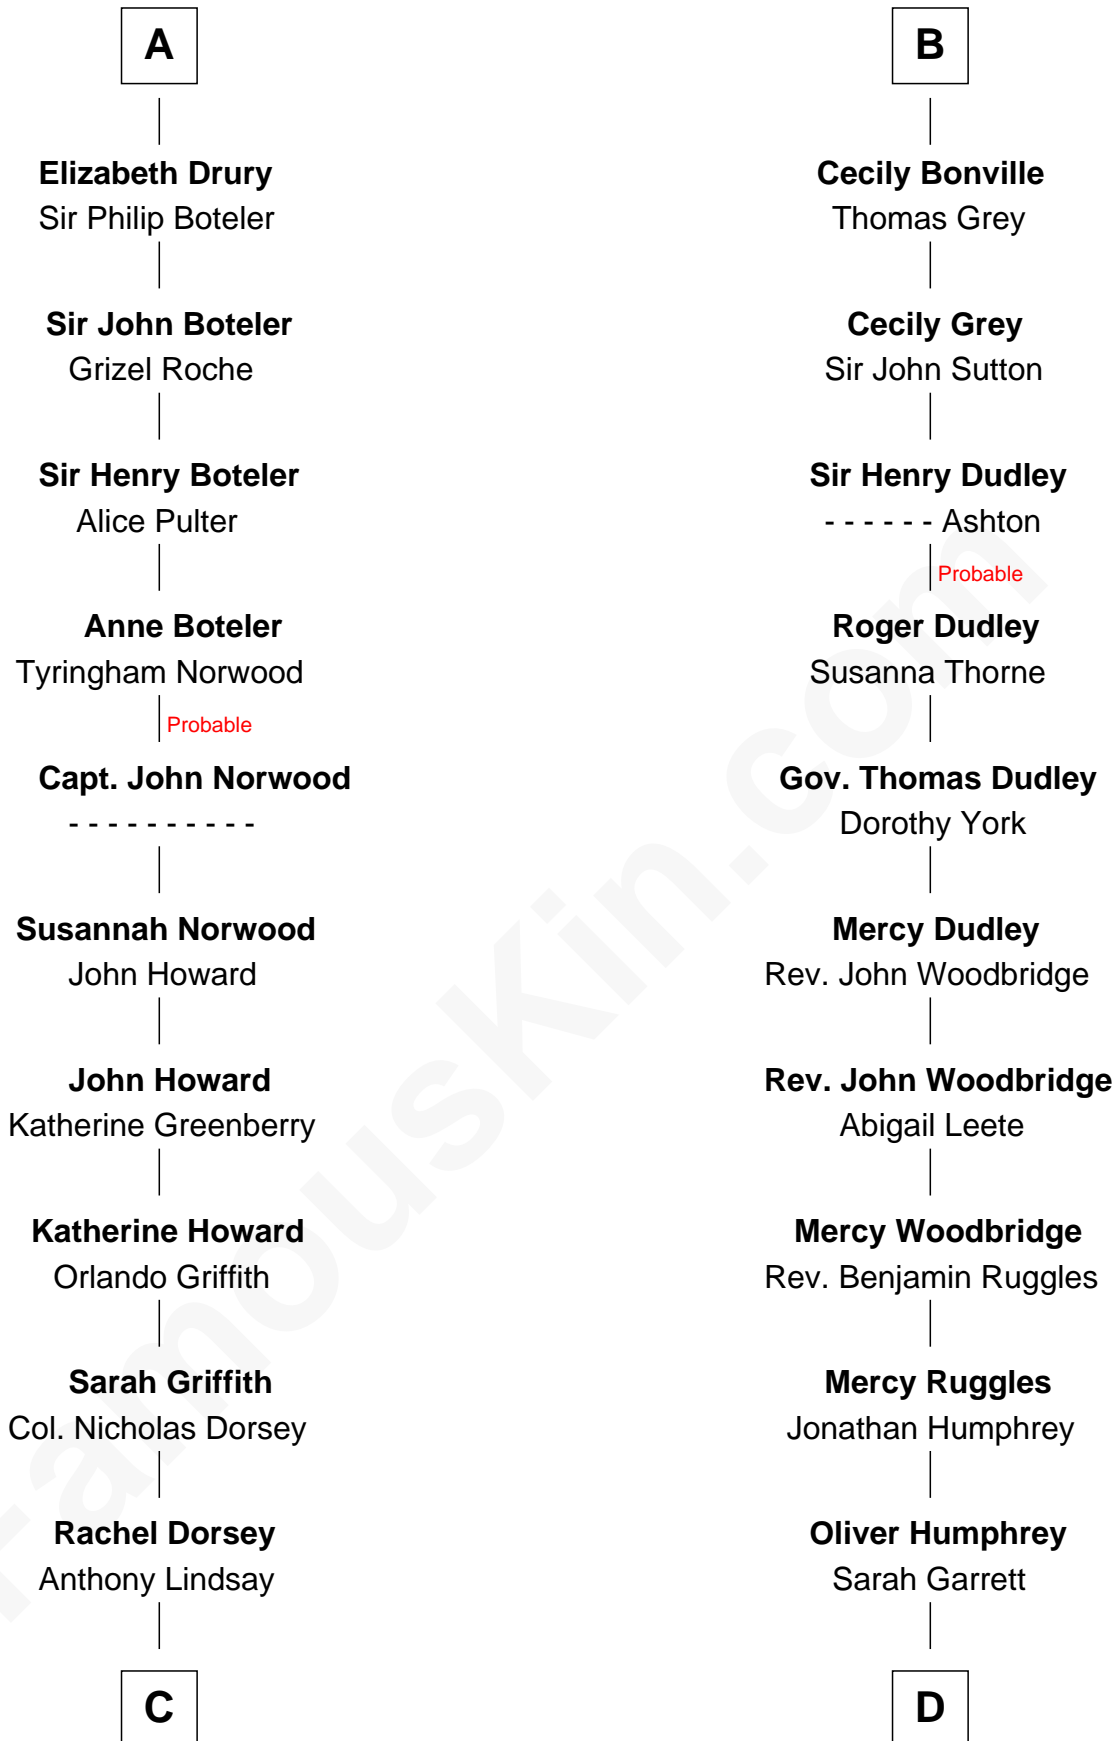 A
Elizabeth Drury
Sir Philip Boteler
Sir John Boteler
Grizel Roche
Sir Henry Boteler
Alice Pulter
Anne Boteler
Tyringham Norwood
Probable
Capt. John Norwood
- - - - - - - - - -
Susannah Norwood
John Howard
John Howard
Katherine Greenberry
Katherine Howard
Orlando Griffith
Sarah Griffith
Col. Nicholas Dorsey
Rachel Dorsey
Anthony Lindsay
C
B
Cecily Bonville
Thomas Grey
Cecily Grey
Sir John Sutton
Sir Henry Dudley
- - - - - - Ashton
Probable
Roger Dudley
Susanna Thorne
Gov. Thomas Dudley
Dorothy York
Mercy Dudley
Rev. John Woodbridge
Rev. John Woodbridge
Abigail Leete
Mercy Woodbridge
Rev. Benjamin Ruggles
Mercy Ruggles
Jonathan Humphrey
Oliver Humphrey
Sarah Garrett
D
FamousKin.com